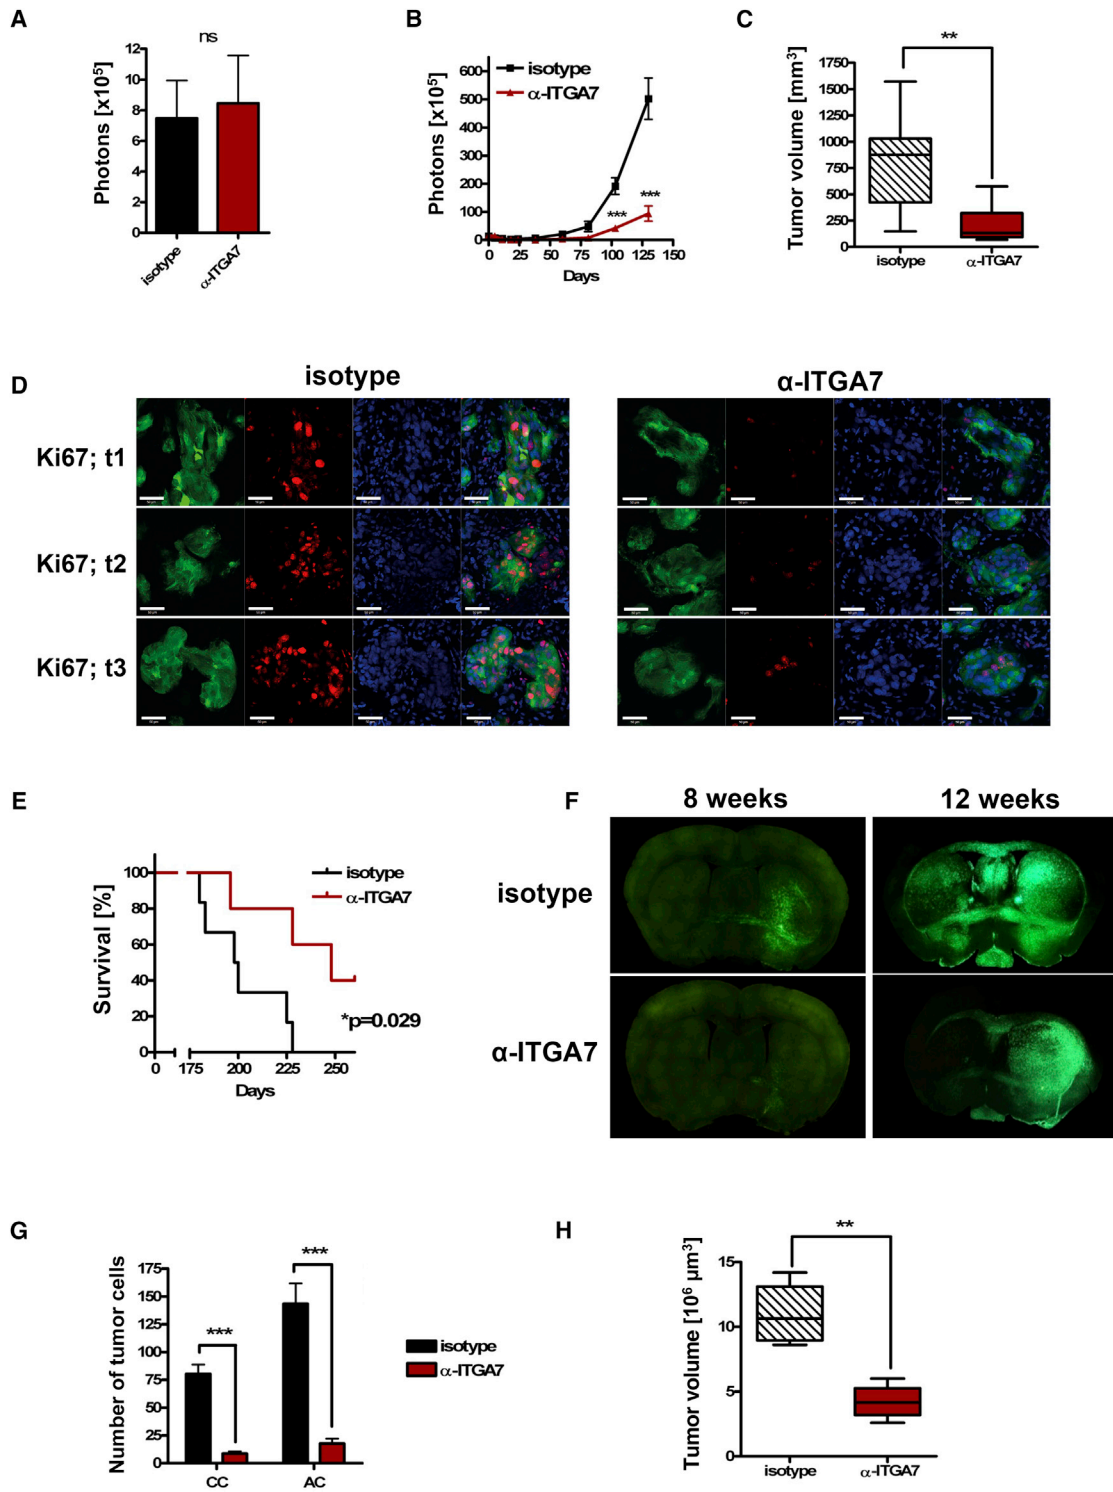 A
ns
Photons [x10⁵]
12
10
8
6
4
2
0
isotype
α-ITGA7
B
Photons [x10⁵]
600
500
400
300
200
100
0
isotype
α-ITGA7
***
***
0 25 50 75 100 125 150
Days
C
**
Tumor volume [mm³]
1750
1500
1250
1000
750
500
250
0
isotype α-ITGA7
D
isotype
α-ITGA7
Ki67; t1
Ki67; t2
Ki67; t3
E
Survival [%]
100
80
60
40
20
0
isotype
α-ITGA7
*p=0.029
0 175 200 225 250
Days
F
8 weeks
12 weeks
isotype
α-ITGA7
G
Number of tumor cells
175
150
125
100
75
50
25
0
***
***
isotype
α-ITGA7
CC AC
H
**
Tumor volume [10⁶ µm³]
15
10
5
0
isotype α-ITGA7